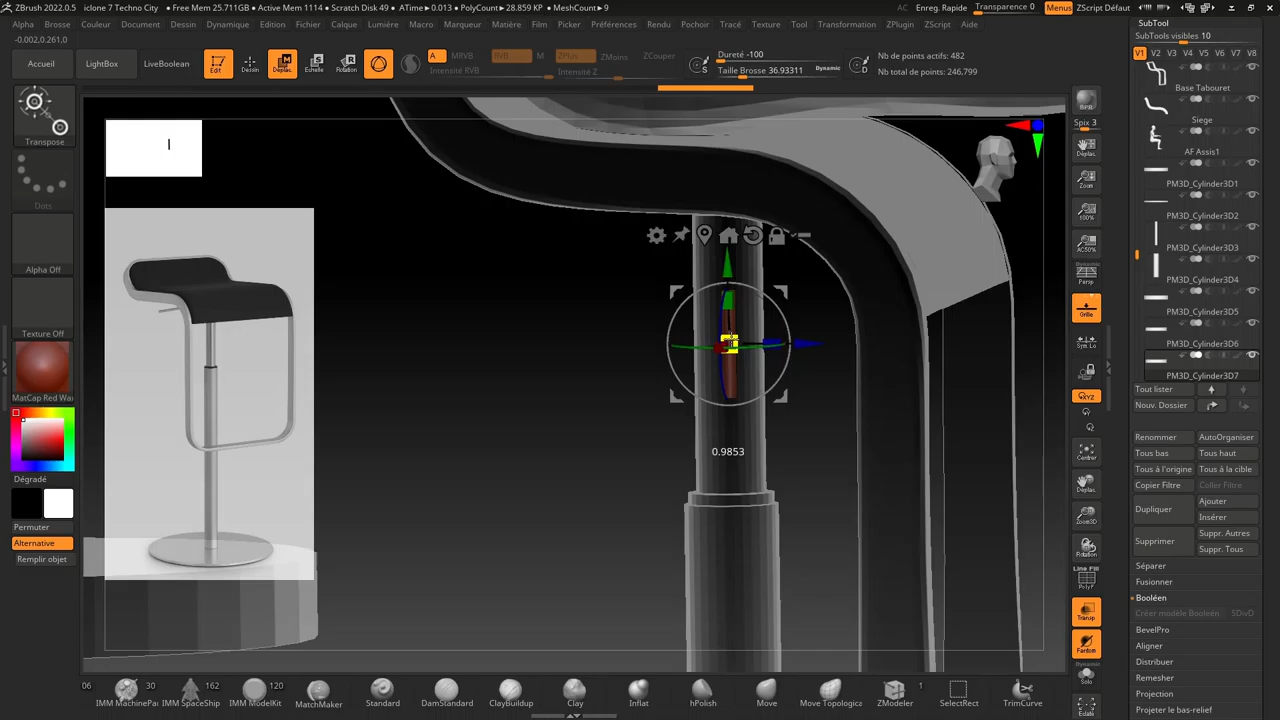 ZBrush 2022.0.5 iclone 7 Techno City • Free Mem 25.711GB • Active Mem 1114 • Scratch Disk 49 • ATime►0.013 • PolyCount►28.859 KP • MeshCount►9 AC Enreg. Rapide Transparence 0 Menus ZScript Défaut
Alpha Brosse Couleur Document Dessin Dynamique Edition Fichier Calque Lumière Macro Marqueur Matière Film Picker Préférences Rendu Pochoir Tracé Texture Tool Transformation ZPlugin ZScript Aide
-0.002,0.261,0
Accueil LightBox LiveBoolean Edit Dessin Déplac. Echelle Rotation A MRVB RVB M ZPlus ZMoins ZCouper Dureté -100 Nb de points actifs: 482
Intensité RVB Intensité Z Taille Brosse 36.93311 Dynamic Nb total de points: 246,799
S D
Transpose
Dots
Alpha Off
Texture Off
MatCap Red Wa
Dégradé
Permuter
Alternative
Remplir objet
0.9853
BPR
Spix 3
Déplac.
Zoom
100%
AC50%
Dynamic
Persp
Grille
Sym Lo
XYZ
Centrer
Déplac.
Zoom3D
Rotation
Line Fill
PolyF
Transp
Fantom
Dynamic
Solo
Eclaté
SubTool
SubTools visibles 10
V1 V2 V3 V4 V5 V6 V7 V8
Base Tabouret
Siege
AF Assis1
PM3D_Cylinder3D1
PM3D_Cylinder3D2
PM3D_Cylinder3D3
PM3D_Cylinder3D4
PM3D_Cylinder3D5
PM3D_Cylinder3D6
PM3D_Cylinder3D7
Tout lister
Nouv. Dossier
Renommer AutoOrganiser
Tous bas Tous haut
Tous à l'origine Tous à la cible
Copier Filtre Coller Filtre
Dupliquer Ajouter
Insérer
Supprimer Suppr. Autres
Suppr. Tous
Séparer
Fusionner
Booléen
Créer modèle Booléen SDivD
BevelPro
Aligner
Distribuer
Remesher
Projection
Projeter le bas-relief
06 30 162 120 1
IMM MachinePar IMM SpaceShip IMM ModelKit MatchMaker Standard DamStandard ClayBuildup Clay Inflat hPolish Move Move Topologica ZModeler SelectRect TrimCurve